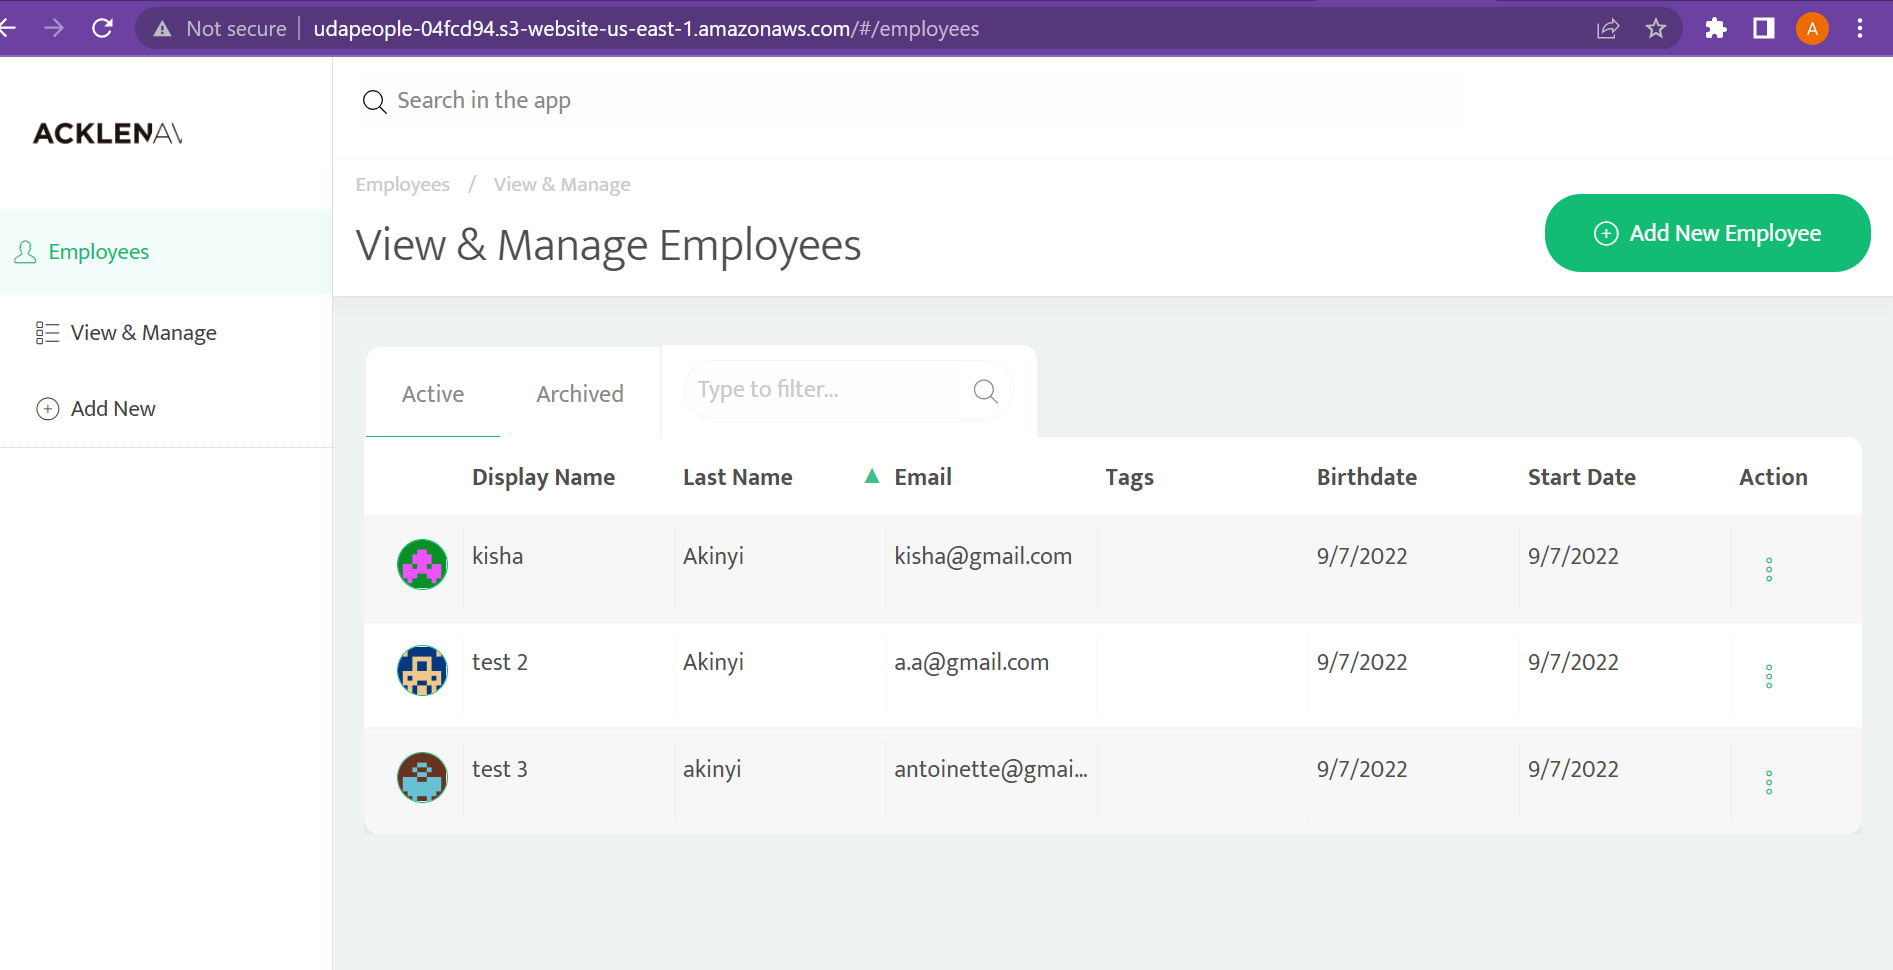 Not secure udapeople-04fcd94.s3-website-us-east-1.amazonaws.com/#/employees A
Search in the app
ACKLENAV
Employees / View & Manage
View & Manage Employees
Add New Employee
Employees
View & Manage
Add New
Active Archived Type to filter...
Display Name Last Name Email Tags Birthdate Start Date Action
kisha Akinyi kisha@gmail.com 9/7/2022 9/7/2022
test 2 Akinyi a.a@gmail.com 9/7/2022 9/7/2022
test 3 akinyi antoinette@gmai... 9/7/2022 9/7/2022